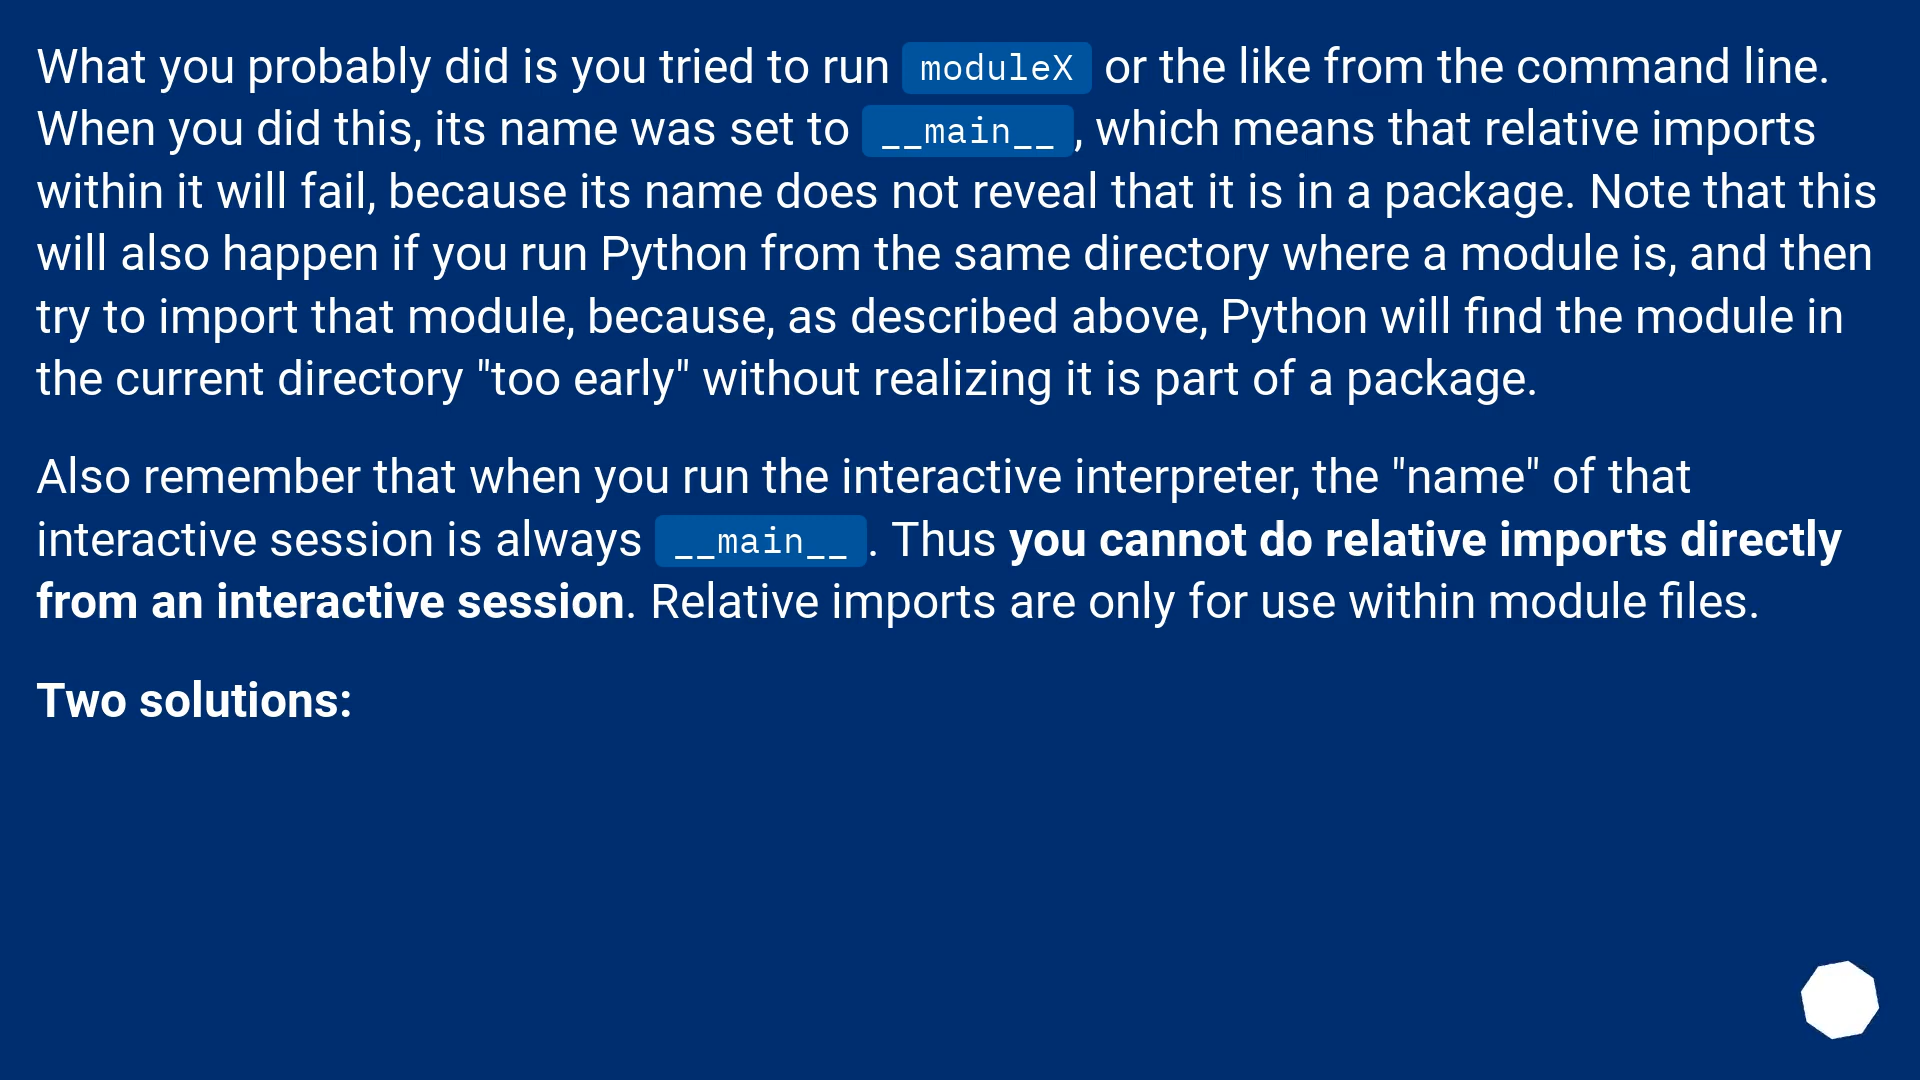 What you probably did is you tried to run moduleX or the like from the command line.
When you did this, its name was set to __main__, which means that relative imports
within it will fail, because its name does not reveal that it is in a package. Note that this
will also happen if you run Python from the same directory where a module is, and then
try to import that module, because, as described above, Python will find the module in
the current directory "too early" without realizing it is part of a package.
Also remember that when you run the interactive interpreter, the "name" of that
interactive session is always __main__. Thus you cannot do relative imports directly
from an interactive session. Relative imports are only for use within module files.
Two solutions: